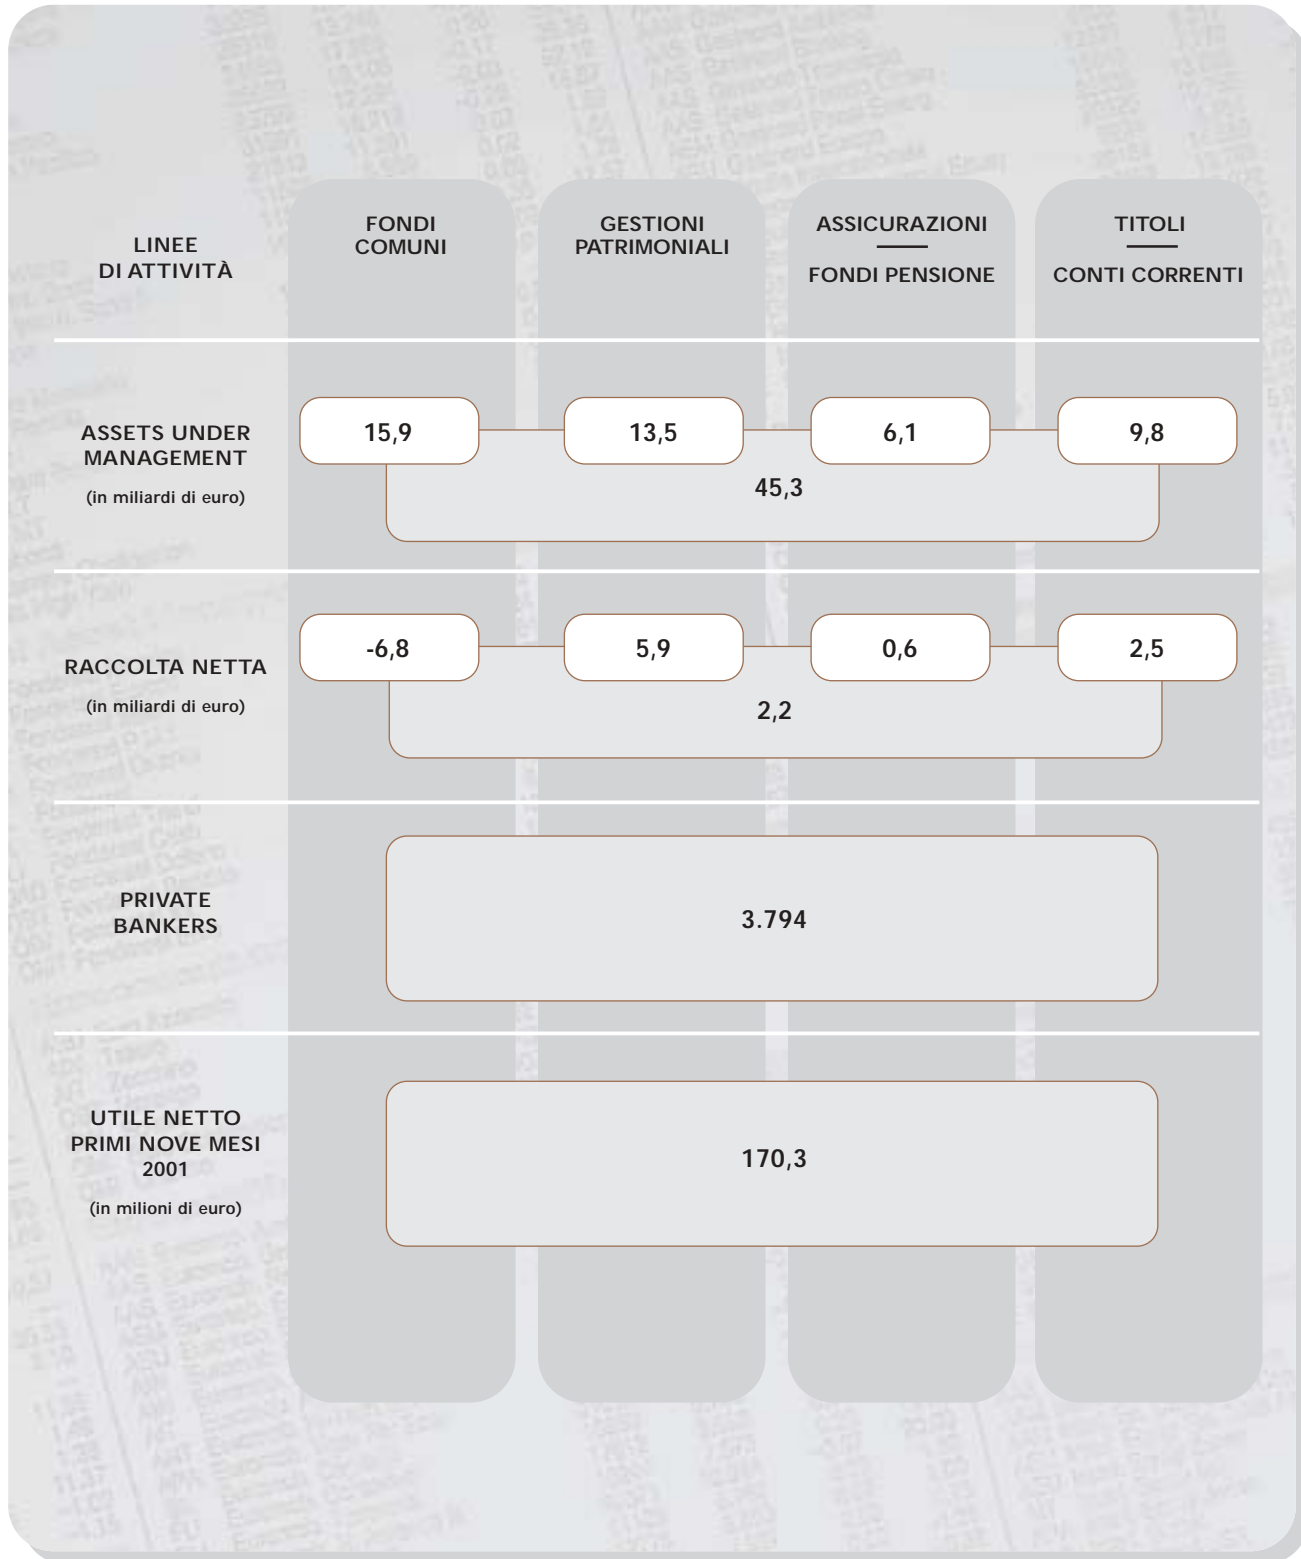 LINEE
DI ATTIVITÀ
FONDI
COMUNI
GESTIONI
PATRIMONIALI
ASSICURAZIONI
FONDI PENSIONE
TITOLI
CONTI CORRENTI
ASSETS UNDER
MANAGEMENT
(in miliardi di euro)
15,9
13,5
6,1
9,8
45,3
RACCOLTA NETTA
(in miliardi di euro)
-6,8
5,9
0,6
2,5
2,2
PRIVATE
BANKERS
3.794
UTILE NETTO
PRIMI NOVE MESI
2001
(in milioni di euro)
170,3